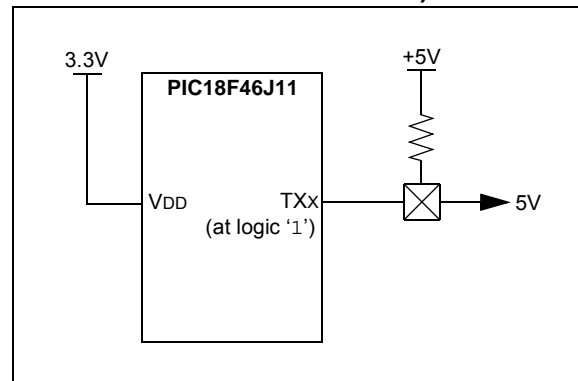 3.3V
+5V
PIC18F46J11
VDD
TXX
(at logic ‘1’)
5V